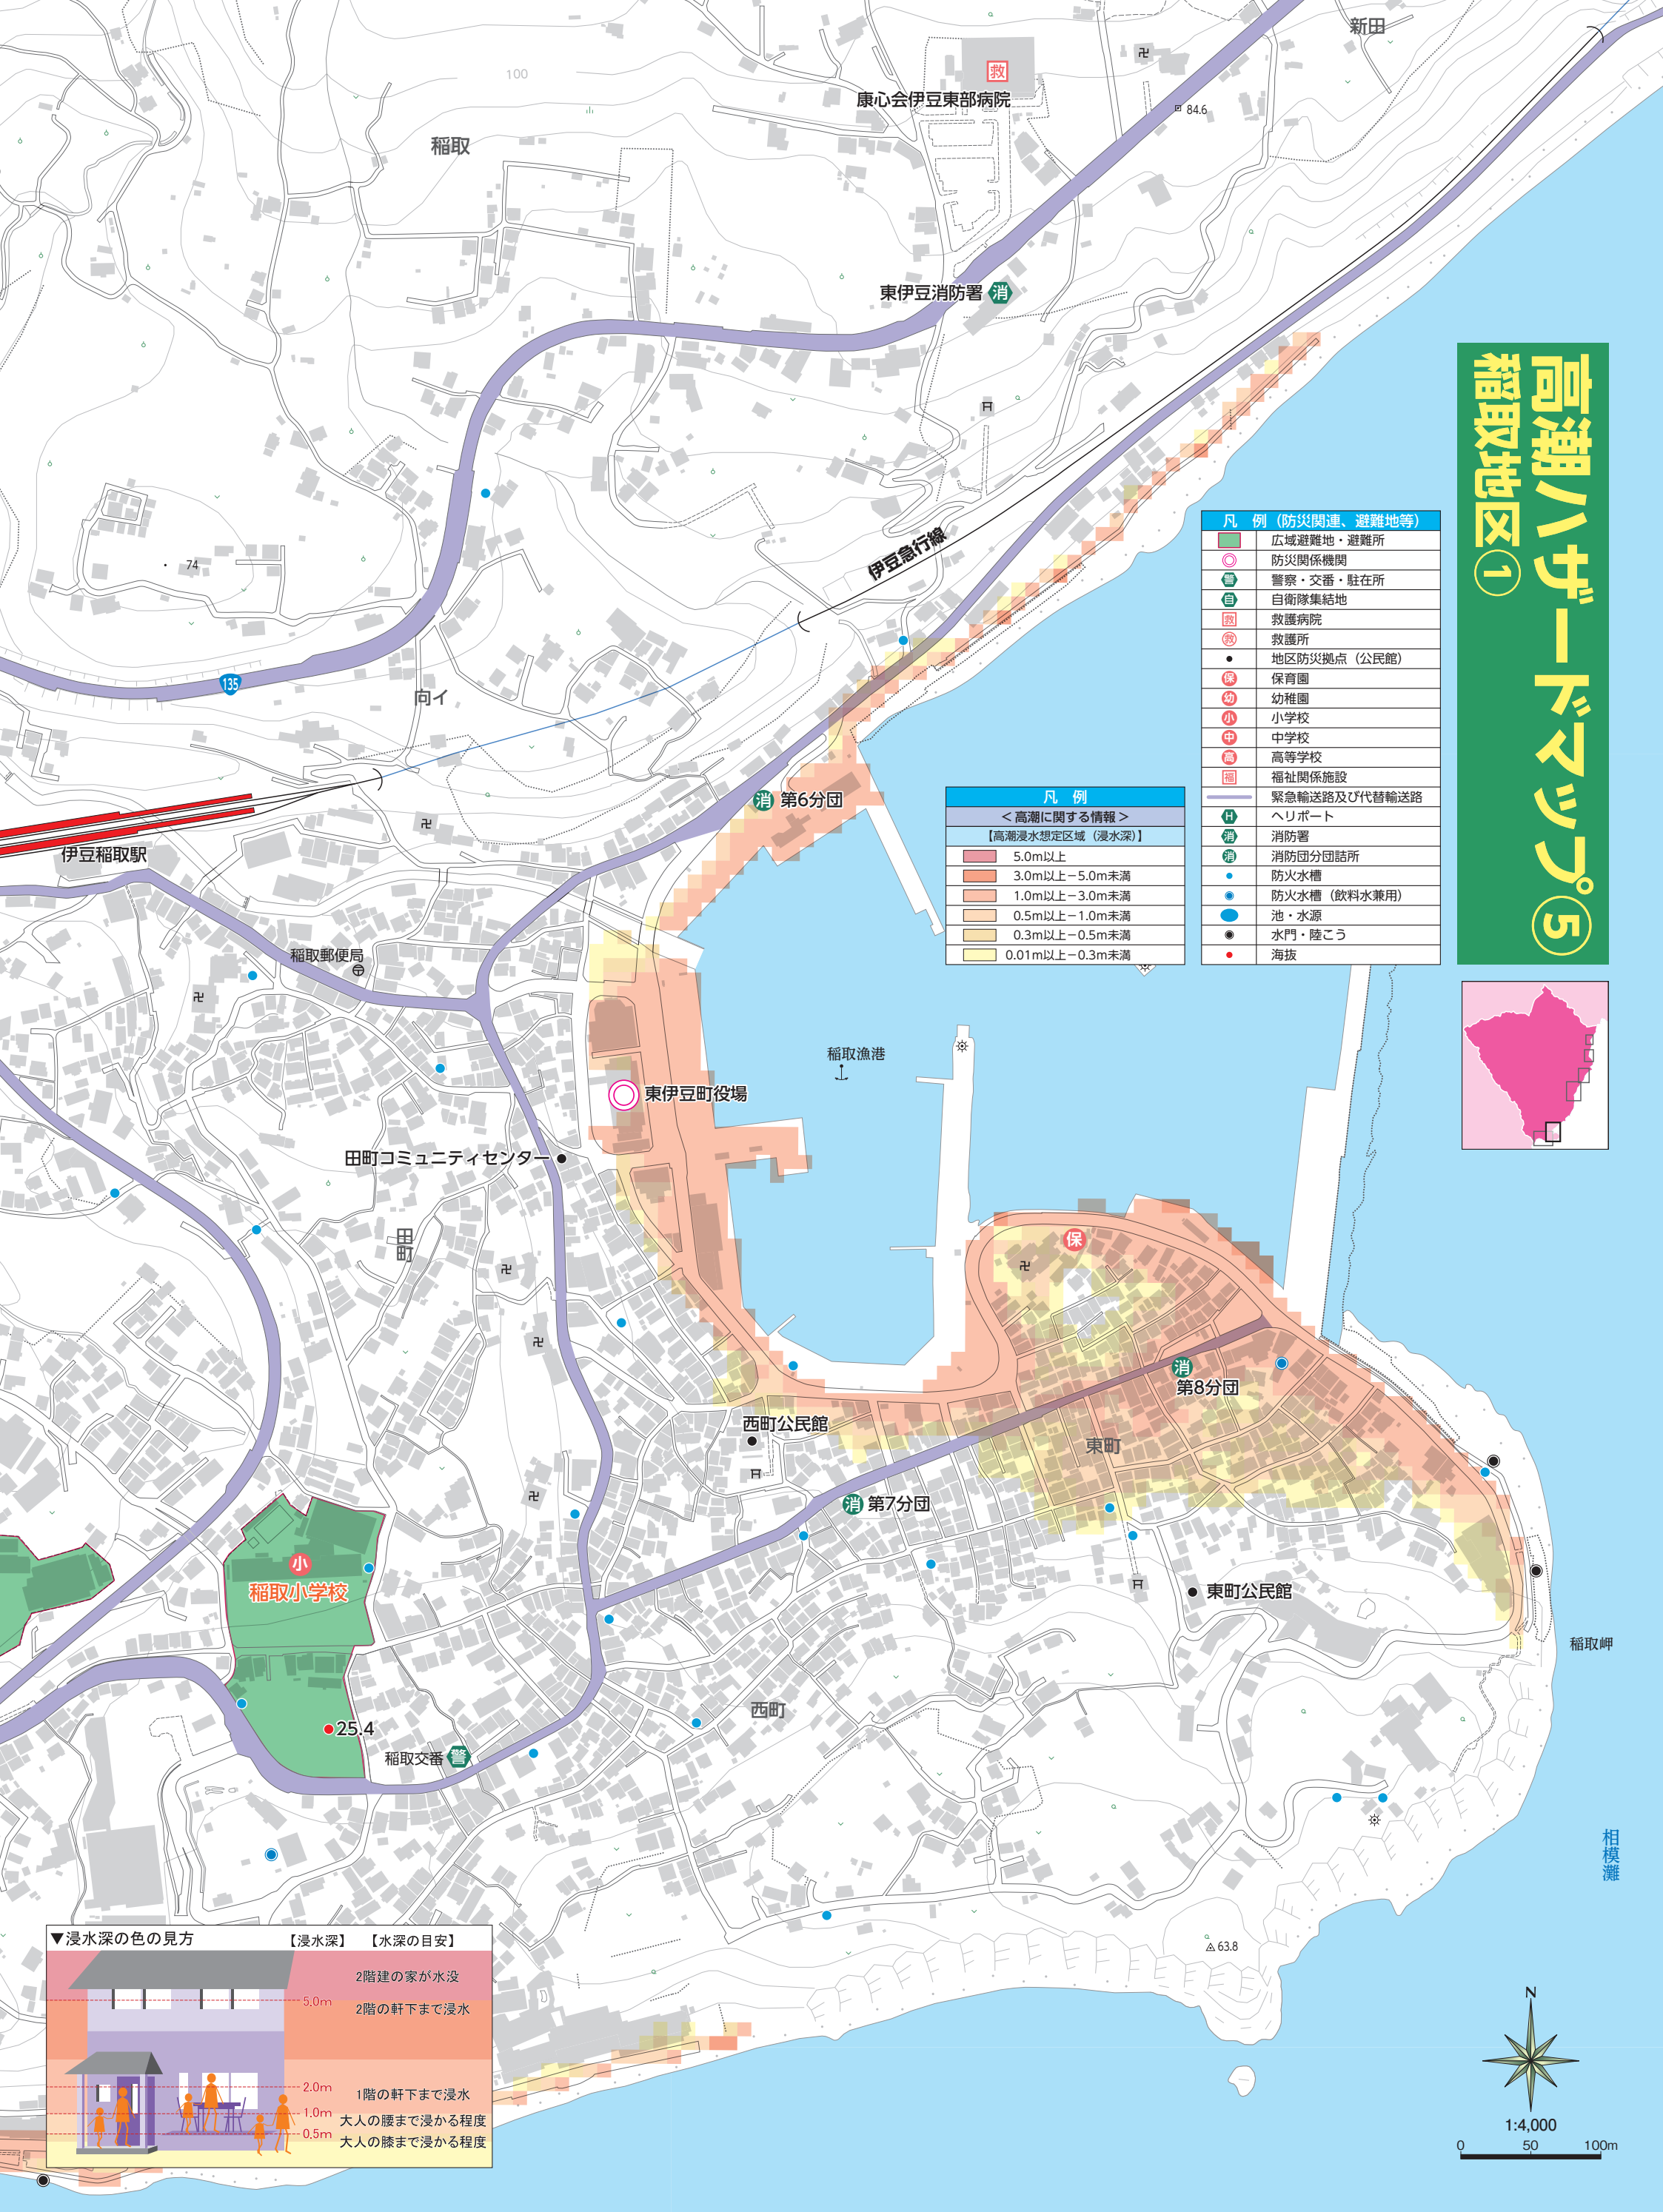 高潮ハザードマップ⑤
稲取地区①
新田
100
救
康心会伊豆東部病院
84.6
稲取
東伊豆消防署
消
74
伊豆急行線
135
向イ
消
第6分団
伊豆稲取駅
稲取郵便局
稲取漁港
東伊豆町役場
田町コミュニティセンター
田町
保
消
第8分団
西町公民館
東町
消
第7分団
小
稲取小学校
東町公民館
稲取岬
25.4
西町
稲取交番
警
相模灘
63.8
凡 例（防災関連、避難地等）
広域避難地・避難所
防災関係機関
警 警察・交番・駐在所
自 自衛隊集結地
救 救護病院
救 救護所
地区防災拠点（公民館）
保 保育園
幼 幼稚園
小 小学校
中 中学校
高 高等学校
福 福祉関係施設
緊急輸送路及び代替輸送路
H ヘリポート
消 消防署
消 消防団分団詰所
防火水槽
防火水槽（飲料水兼用）
池・水源
水門・陸こう
海抜
凡 例
＜高潮に関する情報＞
【高潮浸水想定区域（浸水深）】
5.0m以上
3.0m以上－5.0m未満
1.0m以上－3.0m未満
0.5m以上－1.0m未満
0.3m以上－0.5m未満
0.01m以上－0.3m未満
▼浸水深の色の見方
【浸水深】 【水深の目安】
2階建の家が水没
5.0m
2階の軒下まで浸水
2.0m
1階の軒下まで浸水
1.0m
大人の腰まで浸かる程度
0.5m
大人の膝まで浸かる程度
N
1:4,000
0 50 100m